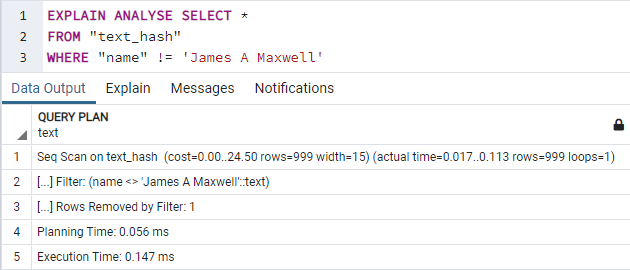 1 EXPLAIN ANALYSE SELECT *
2 FROM "text_hash"
3 WHERE "name" != 'James A Maxwell'
Data Output Explain Messages Notifications
QUERY PLAN
text
1 Seq Scan on text_hash (cost=0.00..24.50 rows=999 width=15) (actual time=0.017..0.113 rows=999 loops=1)
2 [...] Filter: (name <> 'James A Maxwell'::text)
3 [...] Rows Removed by Filter: 1
4 Planning Time: 0.056 ms
5 Execution Time: 0.147 ms